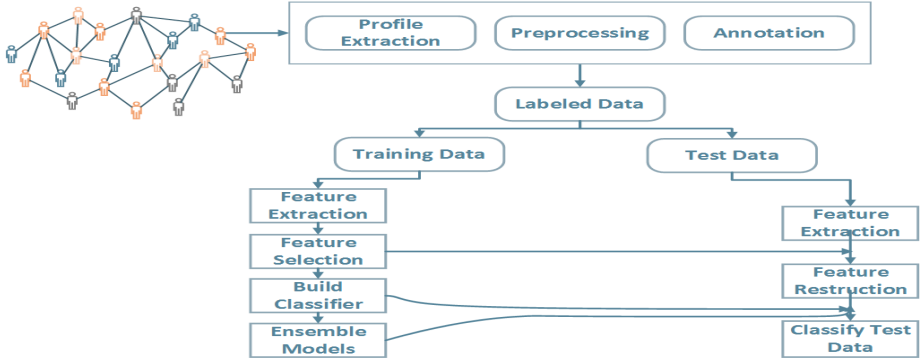 Profile
Extraction
Preprocessing
Annotation
Labeled Data
Training Data
Test Data
Feature
Extraction
Feature
Extraction
Feature
Selection
Feature
Restruction
Build
Classifier
Ensemble
Models
Classify Test
Data